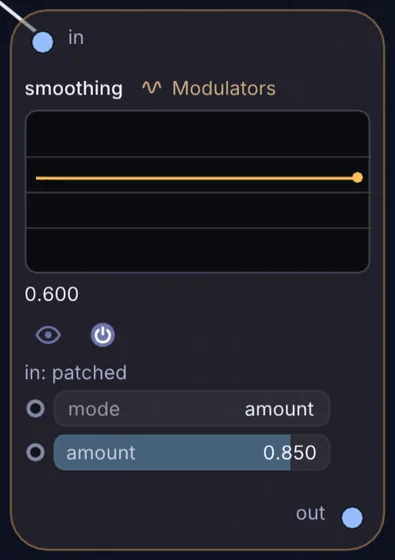 in
smoothing Modulators
0.600
in: patched
mode amount
amount 0.850
out